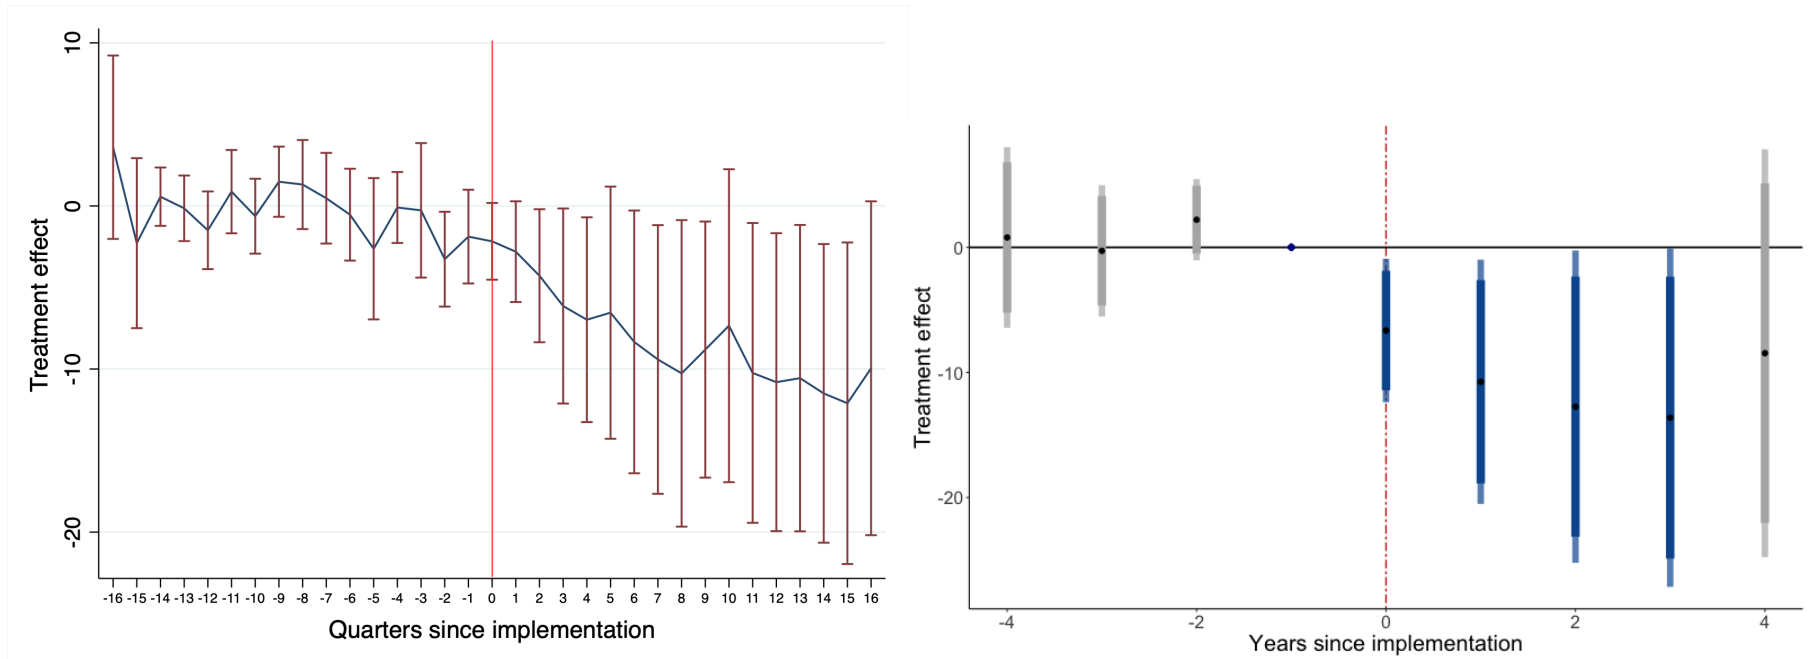 10
0
-10
-20
Treatment effect
-16 -15 -14 -13 -12 -11 -10 -9 -8 -7 -6 -5 -4 -3 -2 -1 0 1 2 3 4 5 6 7 8 9 10 11 12 13 14 15 16
Quarters since implementation
0
-10
-20
Treatment effect
-4 -2 0 2 4
Years since implementation